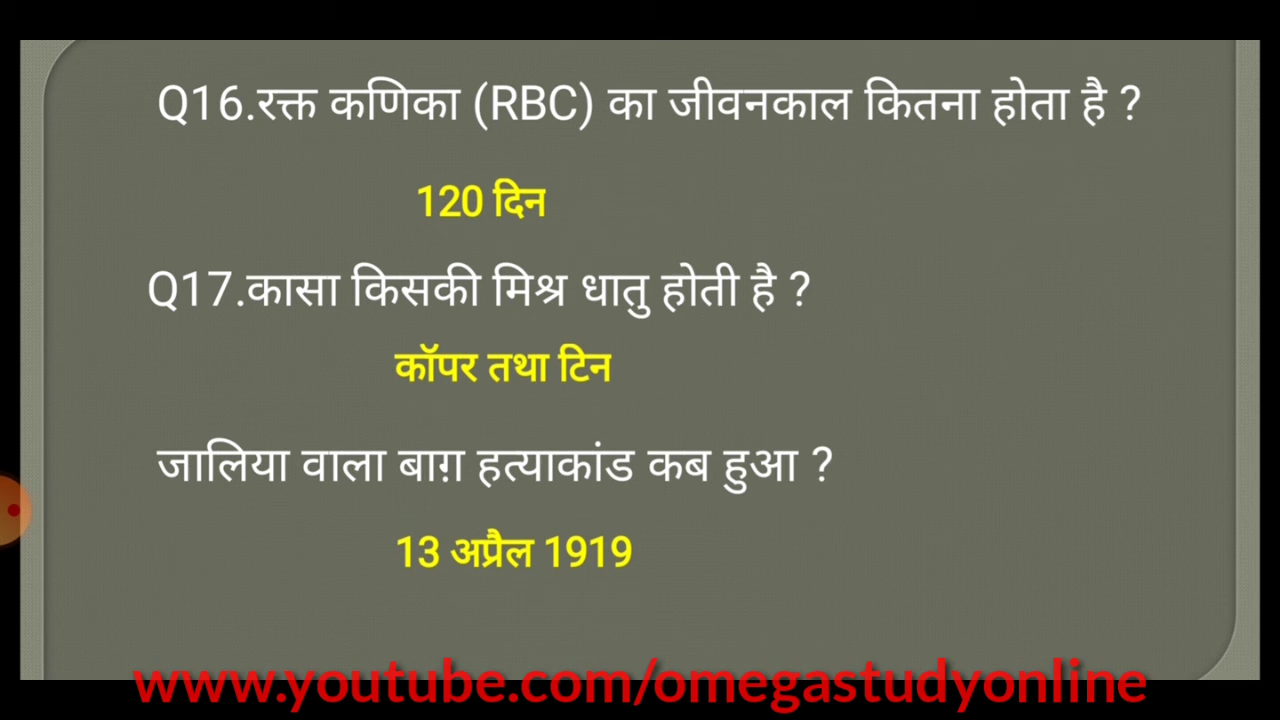 Q16.रक्त कणिका (RBC) का जीवनकाल कितना होता है ?
120 दिन
Q17.कासा किसकी मिश्र धातु होती है ?
कॉपर तथा टिन
जालिया वाला बाग़ हत्याकांड कब हुआ ?
13 अप्रैल 1919
www.youtube.com/omegastudyonline